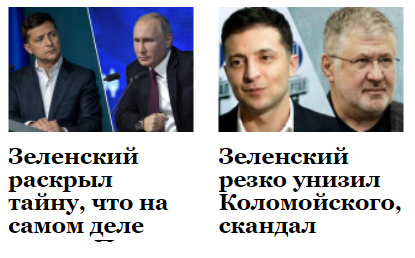 Зеленский
раскрыл
тайну, что на
самом деле
Зеленский
резко унизил
Коломойского,
скандал